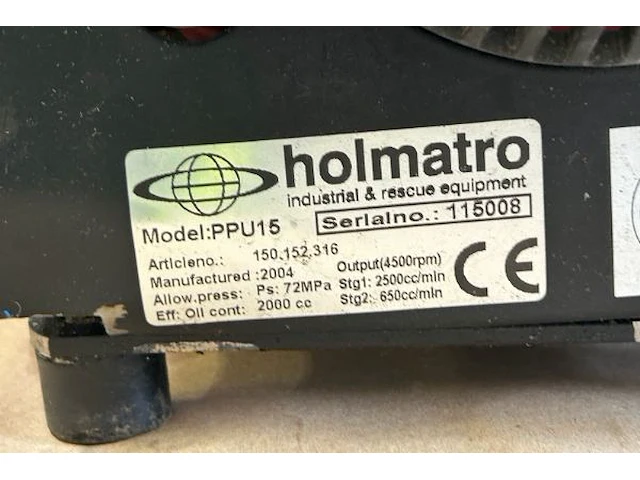 holmatro
industrial & rescue equipment
Model:PPU15
Serialno.: 115008
Articleno.: 150.152.316
Manufactured :2004
Allow.press: Ps: 72MPa
Eff: Oil cont: 2000 cc
Output(4500rpm)
Stg1: 2500cc/min
Stg2: 650cc/min
CE